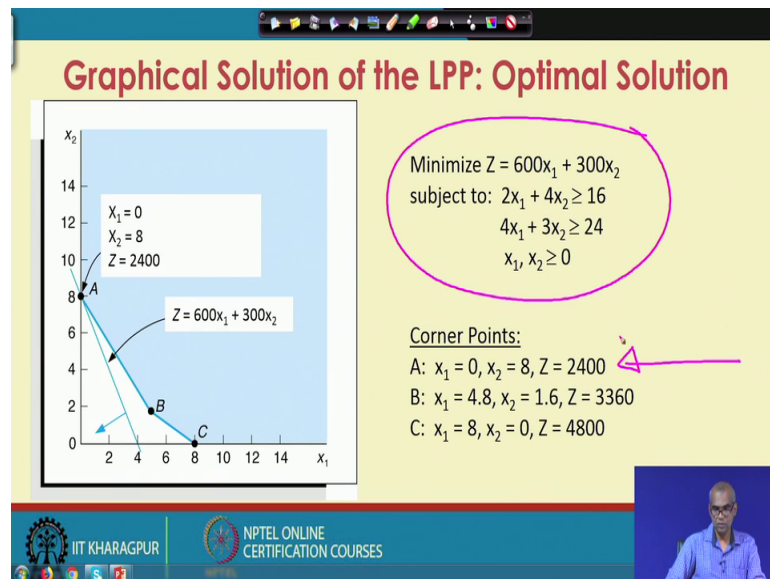 Graphical Solution of the LPP: Optimal Solution
x₂
14
12
10
8
6
4
2
0
2 4 6 8 10 12 14 x₁
X₁ = 0
X₂ = 8
Z = 2400
A
Z = 600x₁ + 300x₂
B
C
Minimize Z = 600x₁ + 300x₂
subject to: 2x₁ + 4x₂ ≥ 16
4x₁ + 3x₂ ≥ 24
x₁, x₂ ≥ 0
Corner Points:
A: x₁ = 0, x₂ = 8, Z = 2400
B: x₁ = 4.8, x₂ = 1.6, Z = 3360
C: x₁ = 8, x₂ = 0, Z = 4800
IIT KHARAGPUR
NPTEL ONLINE
CERTIFICATION COURSES